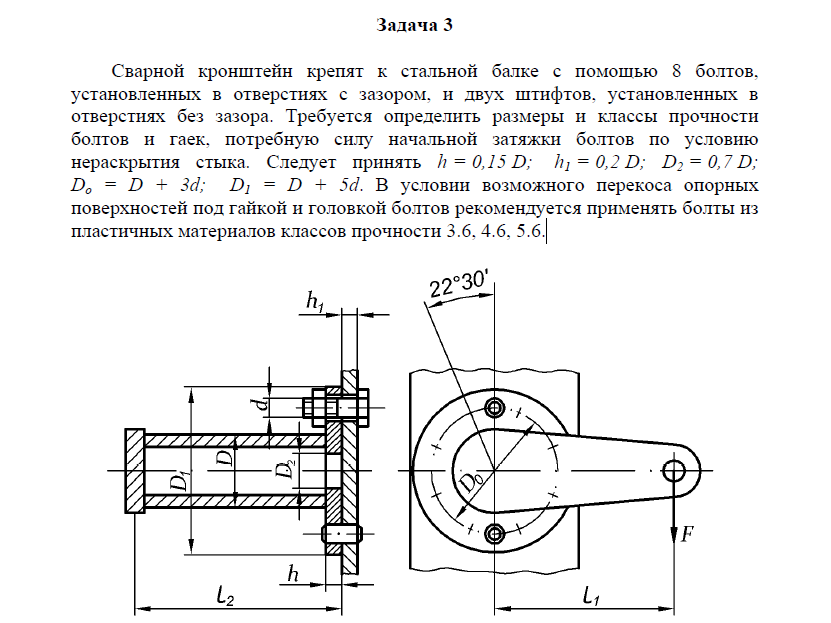 Задача 3
Сварной кронштейн крепят к стальной балке с помощью 8 болтов,
установленных в отверстиях с зазором, и двух штифтов, установленных в
отверстиях без зазора. Требуется определить размеры и классы прочности
болтов и гаек, потребную силу начальной затяжки болтов по условию
нераскрытия стыка. Следует принять h = 0,15 D; h₁ = 0,2 D; D₂ = 0,7 D;
Dₒ = D + 3d; D₁ = D + 5d. В условии возможного перекоса опорных
поверхностей под гайкой и головкой болтов рекомендуется применять болты из
пластичных материалов классов прочности 3.6, 4.6, 5.6.
22°30'
h₁
d
D₁
D
D₂
D₀
F
h
L₂
L₁